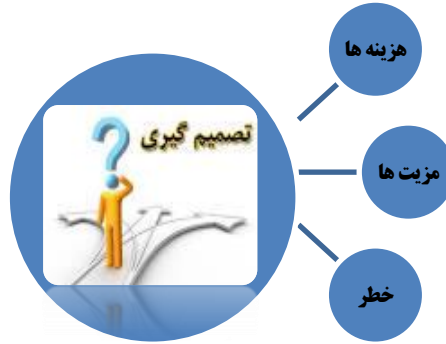 تصمیم گیری
هزینه ها
مزیت ها
خطر